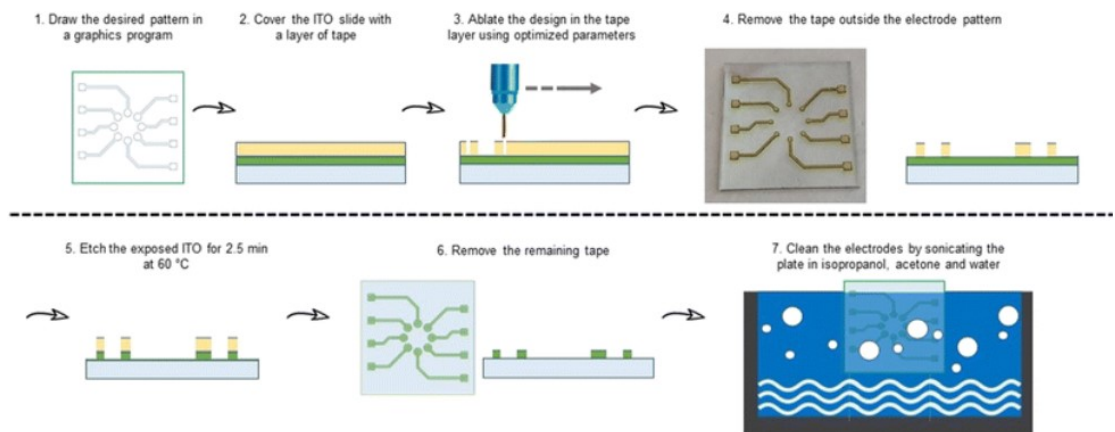 1. Draw the desired pattern in
a graphics program
2. Cover the ITO slide with
a layer of tape
3. Ablate the design in the tape
layer using optimized parameters
4. Remove the tape outside the electrode pattern
5. Etch the exposed ITO for 2.5 min
at 60 °C
6. Remove the remaining tape
7. Clean the electrodes by sonicating the
plate in isopropanol, acetone and water